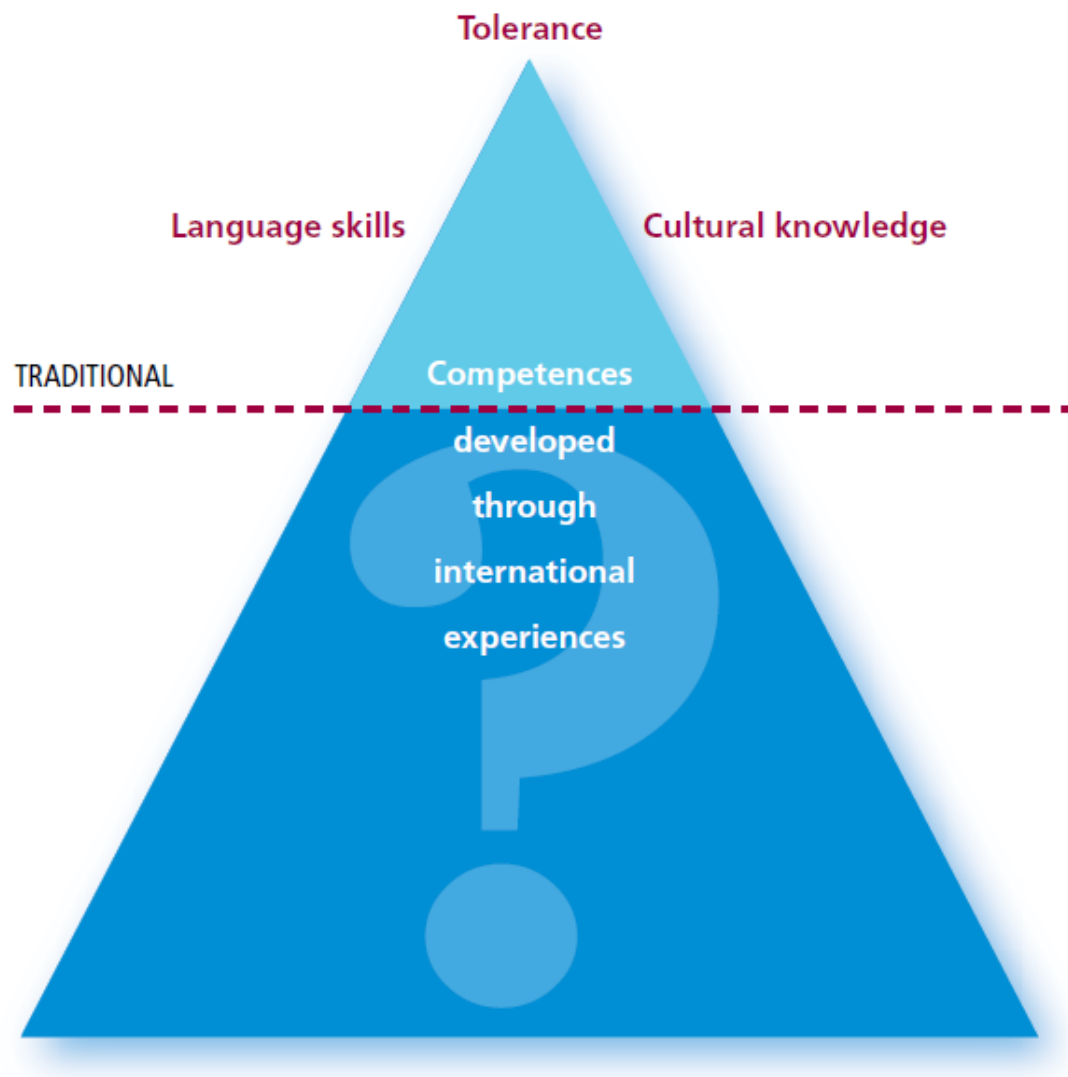 Tolerance
Language skills
Cultural knowledge
TRADITIONAL
Competences
developed
through
international
experiences
?